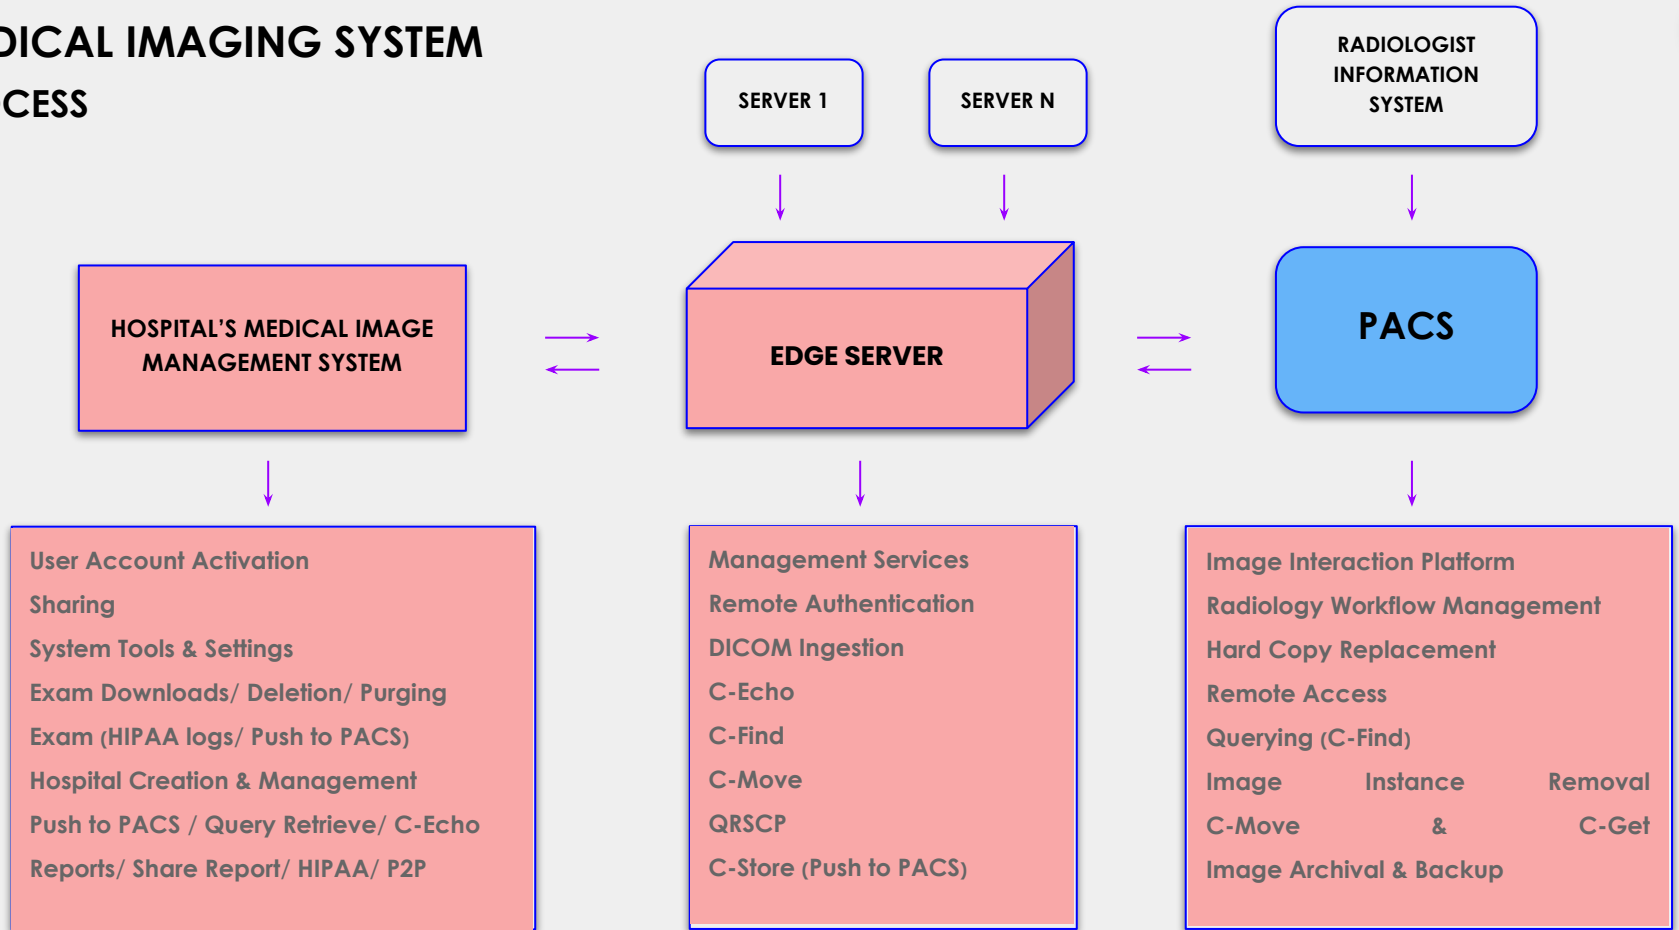 DICAL IMAGING SYSTEM
CESS
SERVER 1
SERVER N
RADIOLOGIST
INFORMATION
SYSTEM
HOSPITAL’S MEDICAL IMAGE
MANAGEMENT SYSTEM
EDGE SERVER
PACS
User Account Activation
Sharing
System Tools & Settings
Exam Downloads/ Deletion/ Purging
Exam (HIPAA logs/ Push to PACS)
Hospital Creation & Management
Push to PACS / Query Retrieve/ C-Echo
Reports/ Share Report/ HIPAA/ P2P
Management Services
Remote Authentication
DICOM Ingestion
C-Echo
C-Find
C-Move
QRSCP
C-Store (Push to PACS)
Image Interaction Platform
Radiology Workflow Management
Hard Copy Replacement
Remote Access
Querying (C-Find)
Image Instance Removal
C-Move & C-Get
Image Archival & Backup